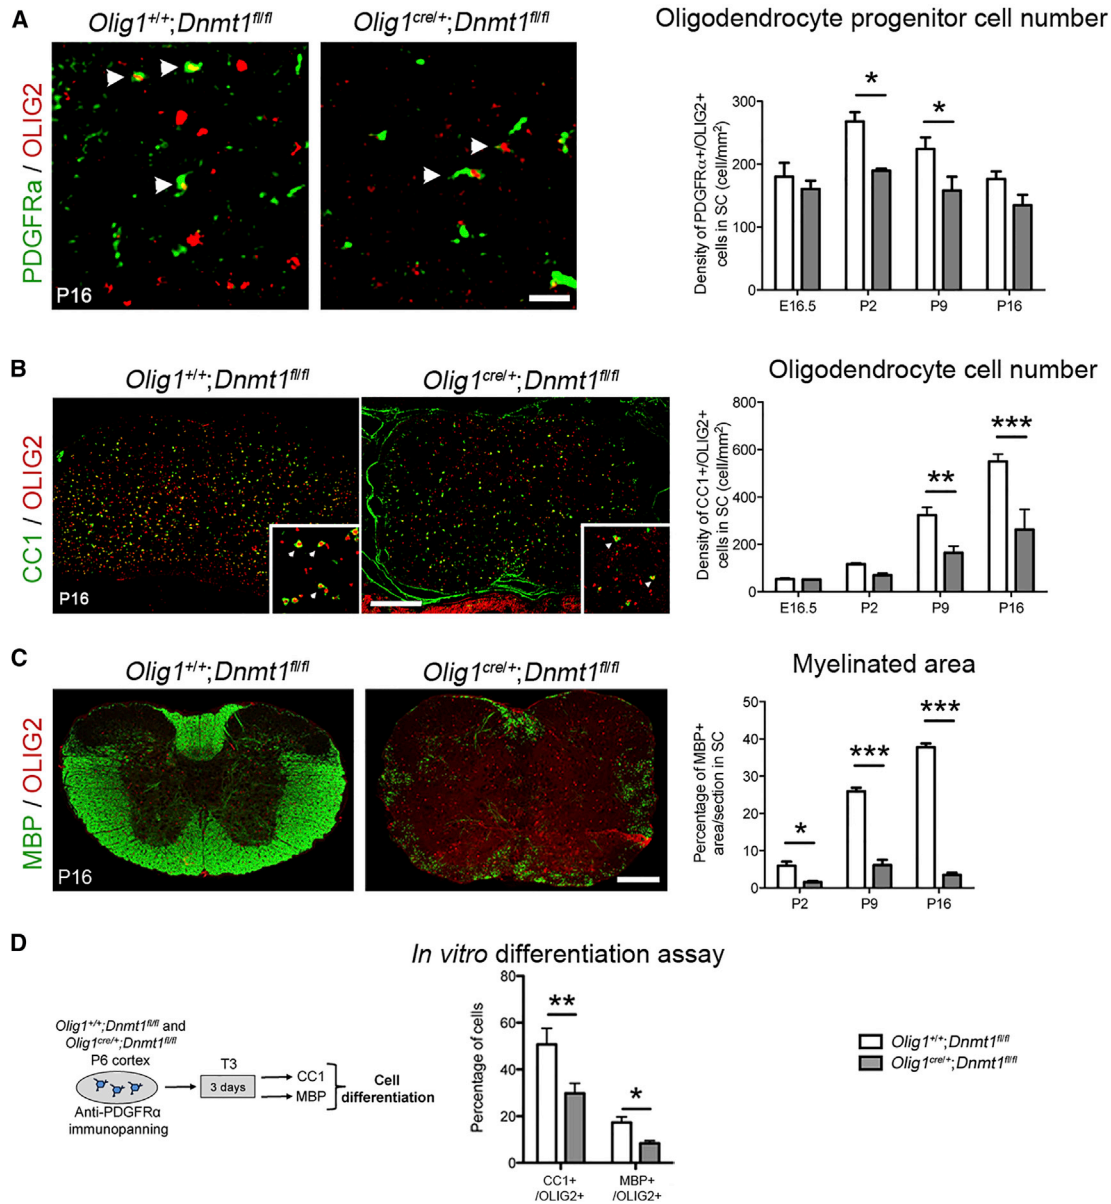 A
Olig1+/+;Dnmt1fl/fl
Olig1cre/+;Dnmt1fl/fl
Oligodendrocyte progenitor cell number
PDGFRa / OLIG2
P16
Density of PDGFRα+/OLIG2+
cells in SC (cell/mm²)
300
200
100
0
*
*
E16.5
P2
P9
P16
B
Olig1+/+;Dnmt1fl/fl
Olig1cre/+;Dnmt1fl/fl
Oligodendrocyte cell number
CC1 / OLIG2
P16
Density of CC1+/OLIG2+
cells in SC (cell/mm²)
800
600
400
200
0
**
***
E16.5
P2
P9
P16
C
Olig1+/+;Dnmt1fl/fl
Olig1cre/+;Dnmt1fl/fl
Myelinated area
MBP / OLIG2
P16
Percentage of MBP+
area/section in SC
50
40
30
20
10
0
*
***
***
P2
P9
P16
D
In vitro differentiation assay
Olig1+/+;Dnmt1fl/fl and
Olig1cre/+;Dnmt1fl/fl
P6 cortex
Anti-PDGFRα
immunopanning
T3
3 days
CC1
MBP
Cell
differentiation
Percentage of cells
80
60
40
20
0
**
*
CC1+
/OLIG2+
MBP+
/OLIG2+
Olig1+/+;Dnmt1fl/fl
Olig1cre/+;Dnmt1fl/fl